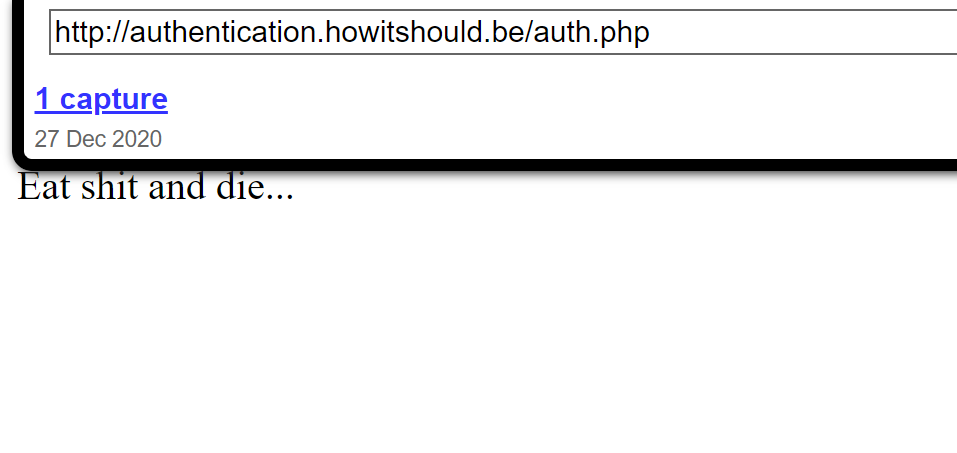 http://authentication.howitshould.be/auth.php
1 capture
27 Dec 2020
Eat shit and die...